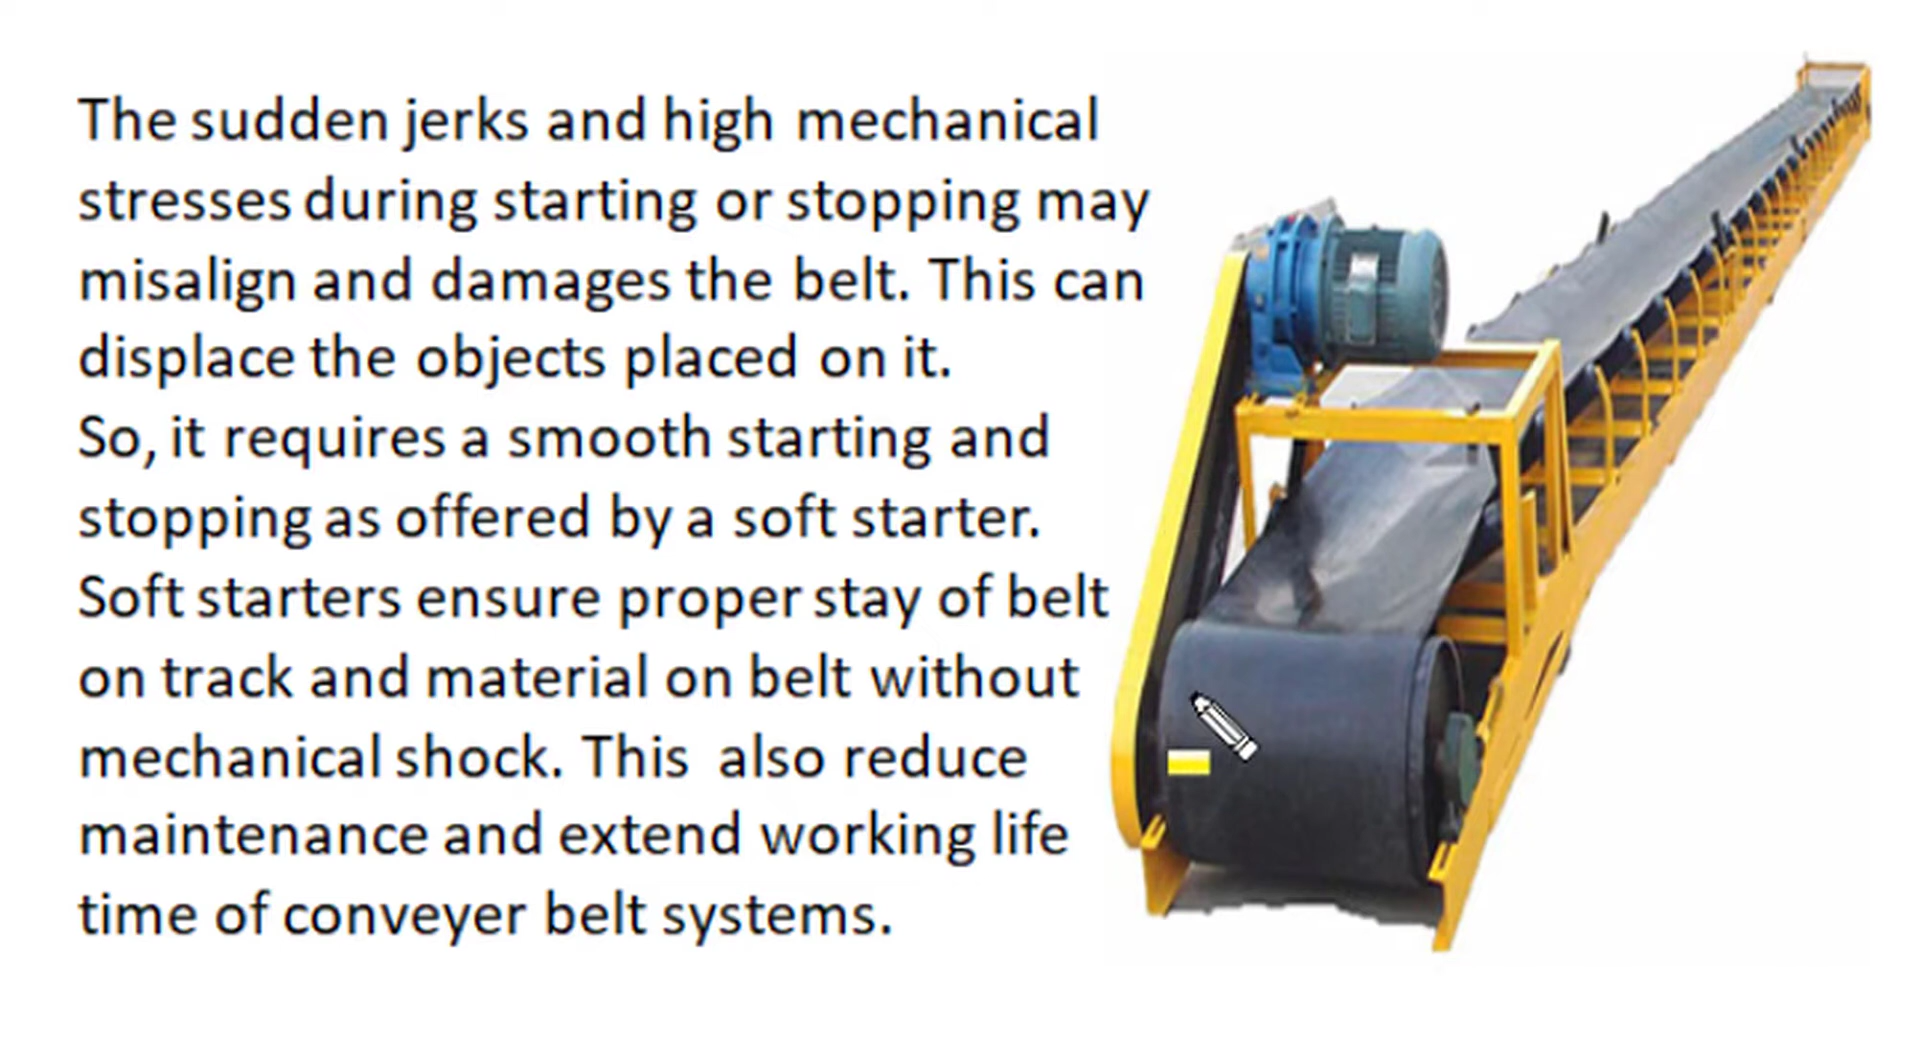 The sudden jerks and high mechanical
stresses during starting or stopping may
misalign and damages the belt. This can
displace the objects placed on it.
So, it requires a smooth starting and
stopping as offered by a soft starter.
Soft starters ensure proper stay of belt
on track and material on belt without
mechanical shock. This also reduce
maintenance and extend working life
time of conveyer belt systems.